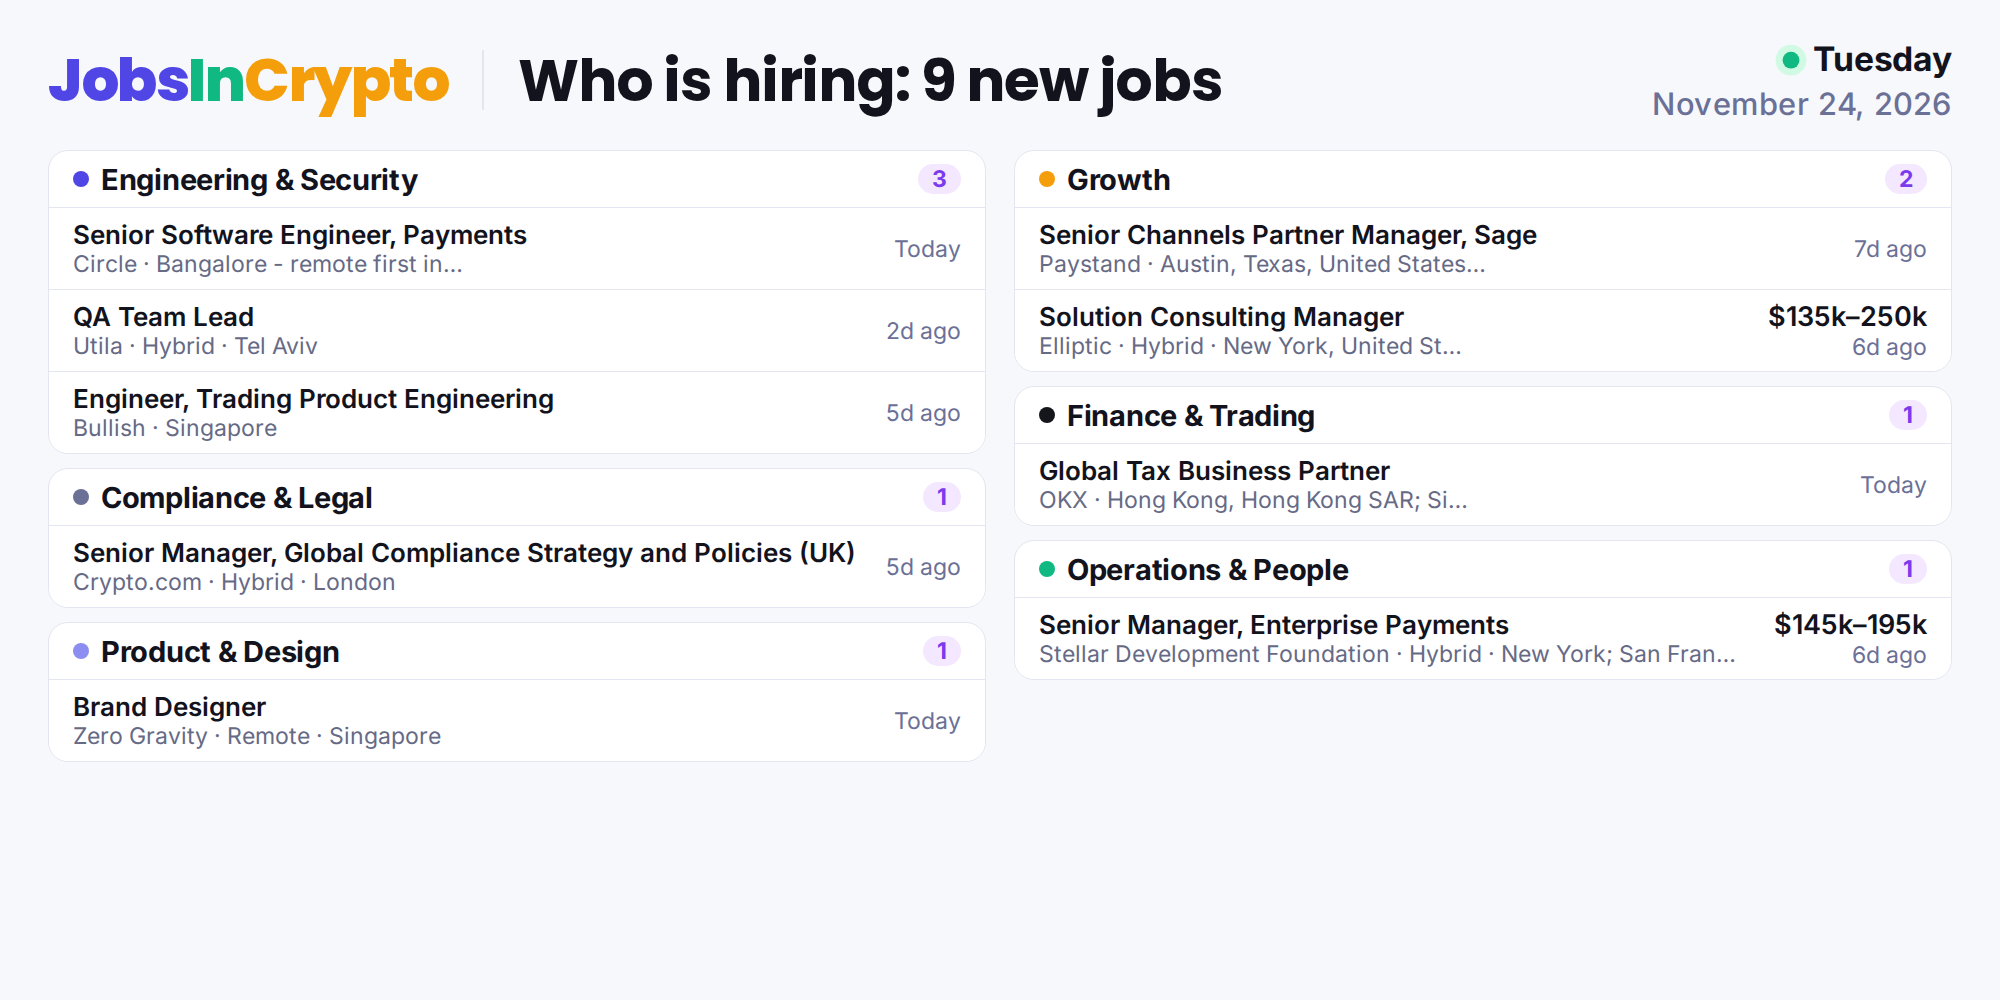 JobsInCrypto
Who is hiring: 9 new jobs
Tuesday
November 24, 2026
Engineering & Security
3
Senior Software Engineer, Payments
Circle · Bangalore - remote first in...
Today
QA Team Lead
Utila · Hybrid · Tel Aviv
2d ago
Engineer, Trading Product Engineering
Bullish · Singapore
5d ago
Compliance & Legal
1
Senior Manager, Global Compliance Strategy and Policies (UK)
Crypto.com · Hybrid · London
5d ago
Product & Design
1
Brand Designer
Zero Gravity · Remote · Singapore
Today
Growth
2
Senior Channels Partner Manager, Sage
Paystand · Austin, Texas, United States...
7d ago
Solution Consulting Manager
Elliptic · Hybrid · New York, United St...
$135k–250k
6d ago
Finance & Trading
1
Global Tax Business Partner
OKX · Hong Kong, Hong Kong SAR; Si...
Today
Operations & People
1
Senior Manager, Enterprise Payments
Stellar Development Foundation · Hybrid · New York; San Fran...
$145k–195k
6d ago